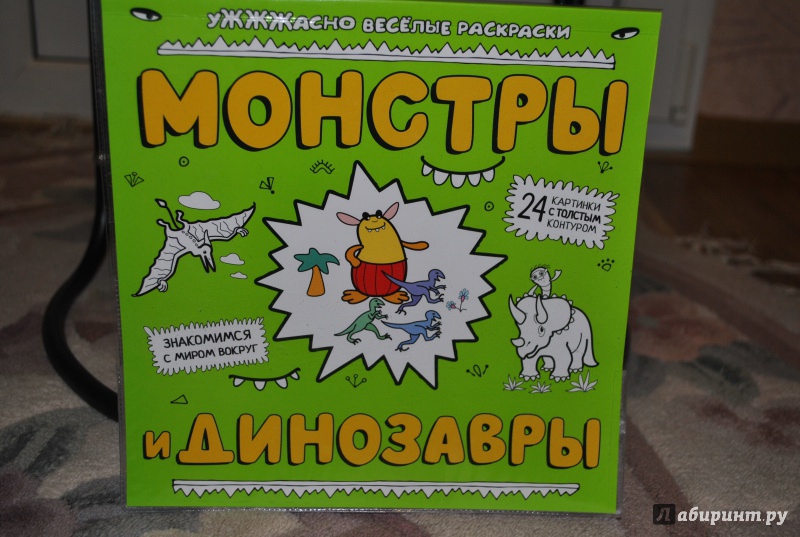 уЖЖЖасно весёлые раскраски
МОНСТРЫ
24 КАРТИНКИ
С ТОЛСТЫМ
КОНТУРОМ
ЗНАКОМИМСЯ
С МИРОМ ВОКРУГ
и ДИНОЗАВРЫ
Лабиринт.ру